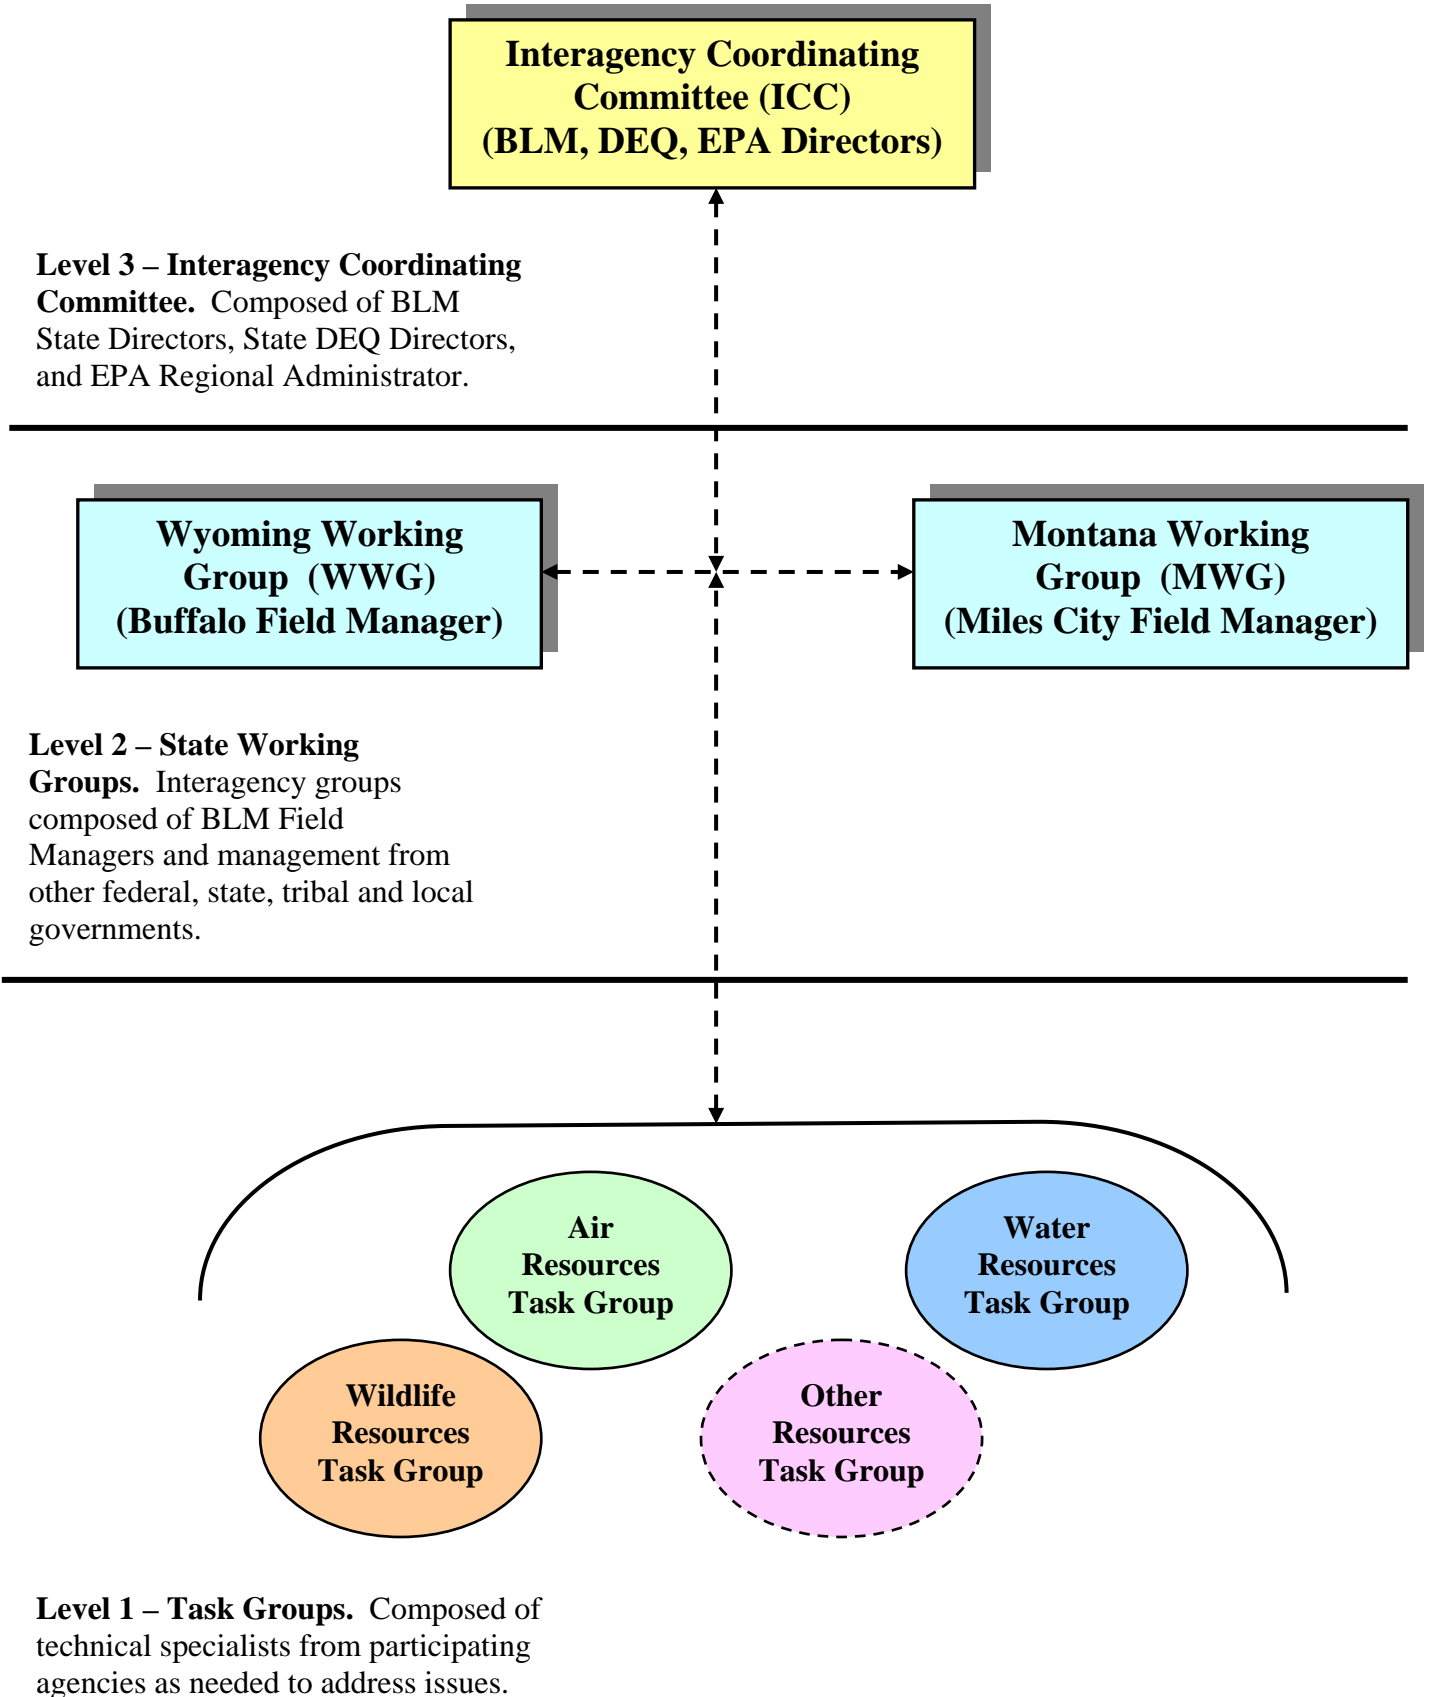 Interagency Coordinating
Committee (ICC)
(BLM, DEQ, EPA Directors)
Level 3 – Interagency Coordinating
Committee.  Composed of BLM
State Directors, State DEQ Directors,
and EPA Regional Administrator.
Wyoming Working
Group  (WWG)
(Buffalo Field Manager)
Montana Working
Group  (MWG)
(Miles City Field Manager)
Level 2 – State Working
Groups.  Interagency groups
composed of BLM Field
Managers and management from
other federal, state, tribal and local
governments.
Air
Resources
Task Group
Water
Resources
Task Group
Wildlife
Resources
Task Group
Other
Resources
Task Group
Level 1 – Task Groups.  Composed of
technical specialists from participating
agencies as needed to address issues.